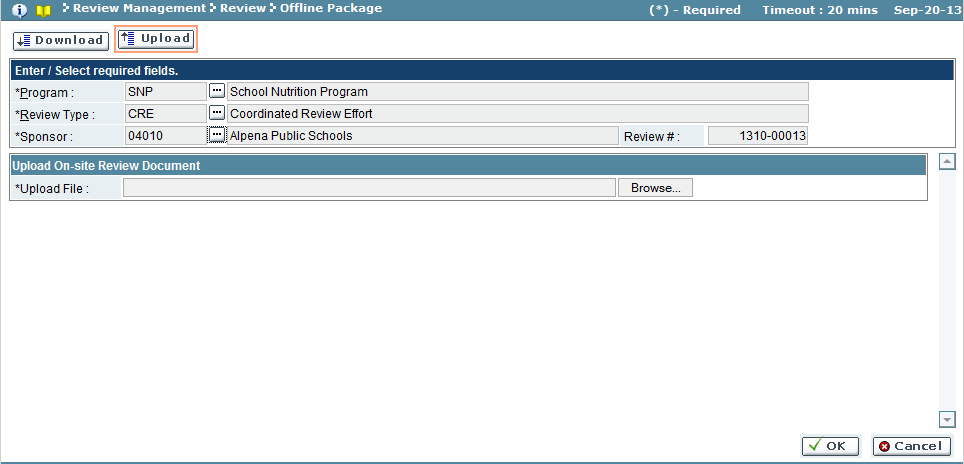 Review Management Review Offline Package (*) - Required Timeout : 20 mins Sep-20-13
Download Upload
Enter / Select required fields.
*Program : SNP ... School Nutrition Program
*Review Type : CRE ... Coordinated Review Effort
*Sponsor : 04010 ... Alpena Public Schools Review # : 1310-00013
Upload On-site Review Document
*Upload File : Browse...
OK Cancel